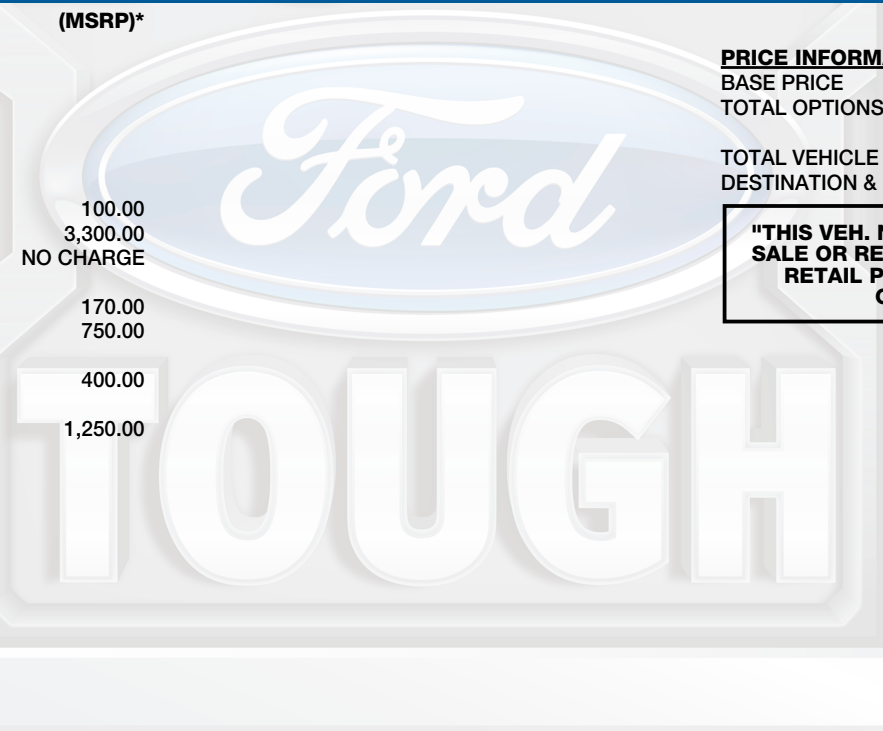 (MSRP)*
100.00
3,300.00
NO CHARGE
170.00
750.00
400.00
1,250.00
PRICE INFORMA
BASE PRICE
TOTAL OPTIONS
TOTAL VEHICLE
DESTINATION &
"THIS VEH. N
SALE OR RE
RETAIL P
Ford
TOUGH